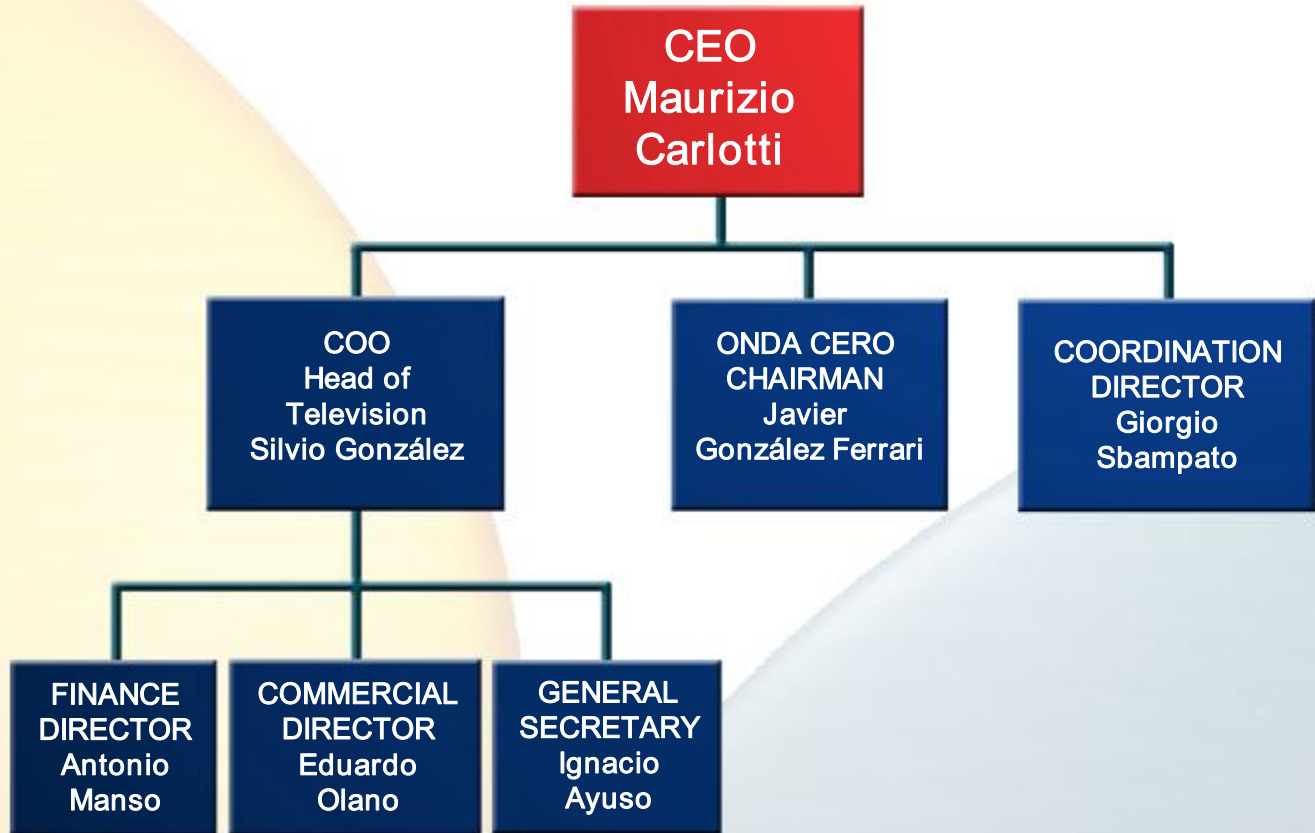 CEO
Maurizio
Carlotti
COO
Head of
Television
Silvio González
ONDA CERO
CHAIRMAN
Javier
González Ferrari
COORDINATION
DIRECTOR
Giorgio
Sbampato
FINANCE
DIRECTOR
Antonio
Manso
COMMERCIAL
DIRECTOR
Eduardo
Olano
GENERAL
SECRETARY
Ignacio
Ayuso